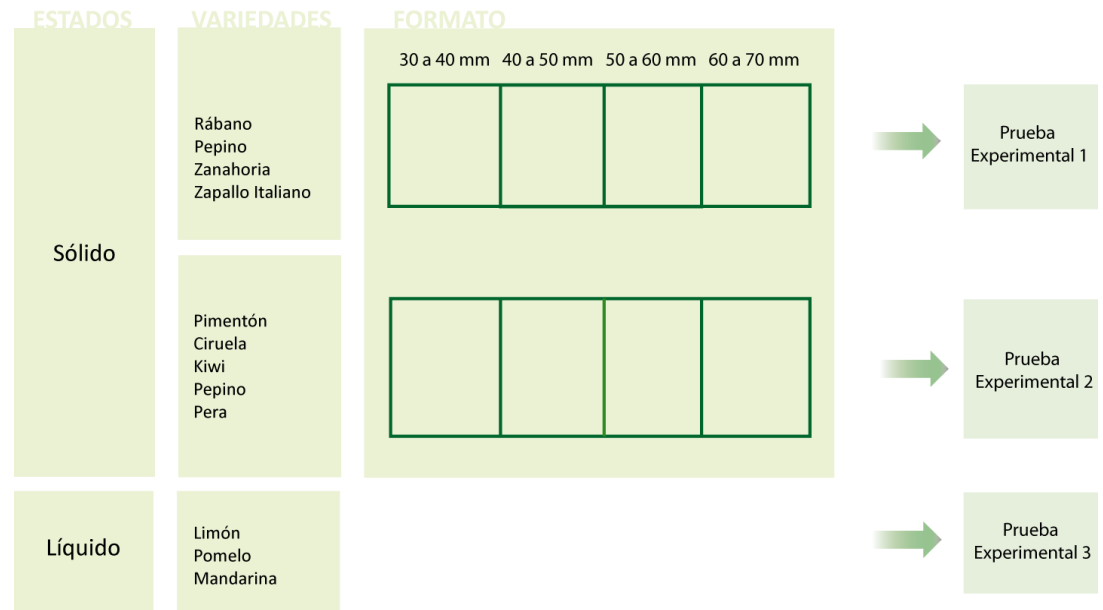 ESTADOS
VARIEDADES
FORMATO
30 a 40 mm 40 a 50 mm 50 a 60 mm 60 a 70 mm
Rábano
Pepino
Zanahoria
Zapallo Italiano
Prueba
Experimental 1
Sólido
Pimentón
Ciruela
Kiwi
Pepino
Pera
Prueba
Experimental 2
Líquido
Limón
Pomelo
Mandarina
Prueba
Experimental 3